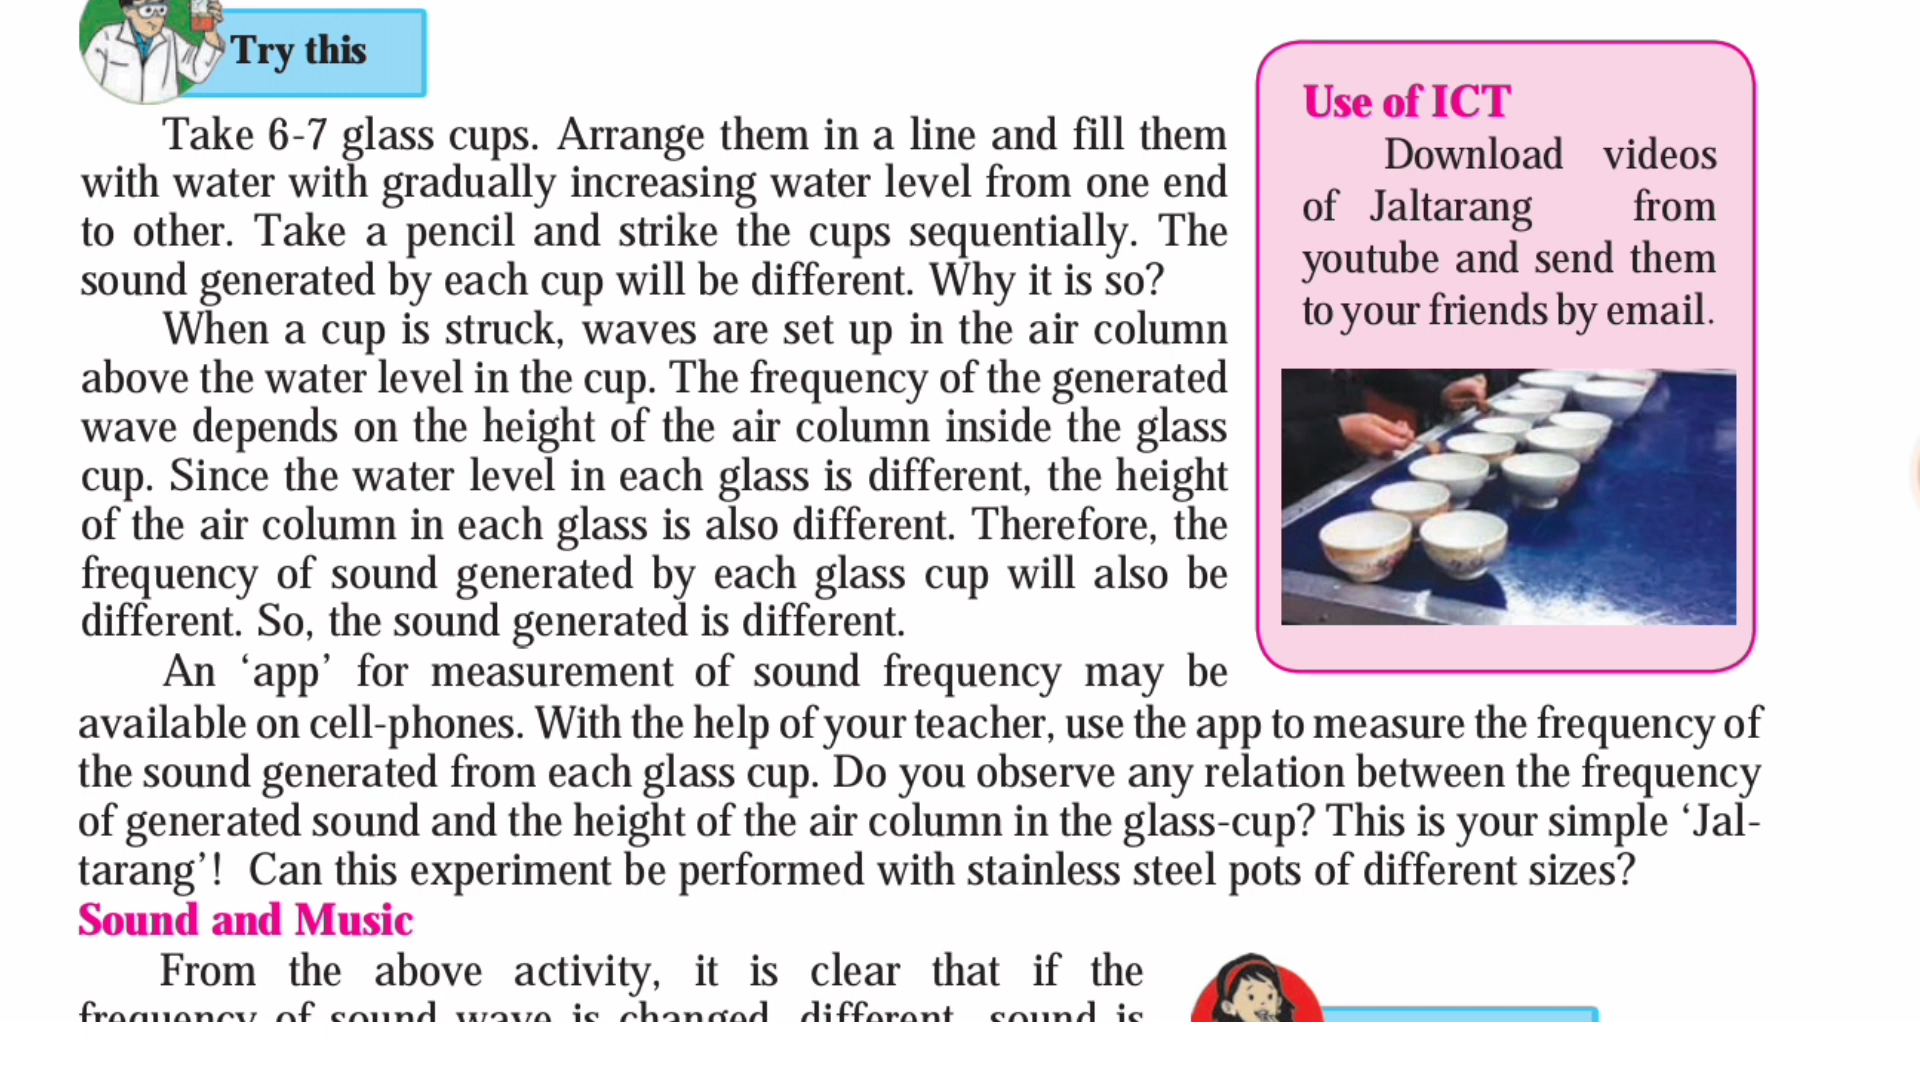 Try this
Take 6-7 glass cups. Arrange them in a line and fill them
with water with gradually increasing water level from one end
to other. Take a pencil and strike the cups sequentially. The
sound generated by each cup will be different. Why it is so?
When a cup is struck, waves are set up in the air column
above the water level in the cup. The frequency of the generated
wave depends on the height of the air column inside the glass
cup. Since the water level in each glass is different, the height
of the air column in each glass is also different. Therefore, the
frequency of sound generated by each glass cup will also be
different. So, the sound generated is different.
An ‘app’ for measurement of sound frequency may be
available on cell-phones. With the help of your teacher, use the app to measure the frequency of
the sound generated from each glass cup. Do you observe any relation between the frequency
of generated sound and the height of the air column in the glass-cup? This is your simple ‘Jal-
tarang’! Can this experiment be performed with stainless steel pots of different sizes?
Use of ICT
Download videos
of Jaltarang from
youtube and send them
to your friends by email.
Sound and Music
From the above activity, it is clear that if the
frequency of sound wave is changed, different sound is